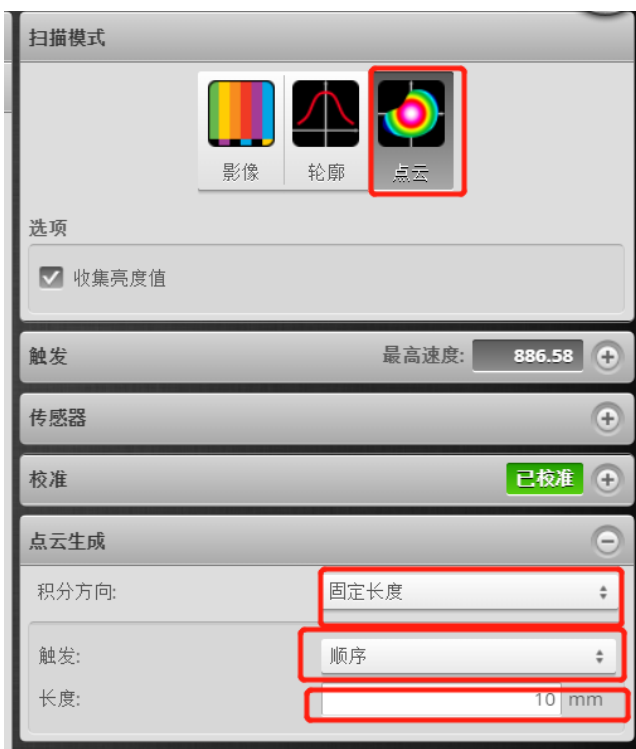 扫描模式
影像 轮廓 点云
选项
收集亮度值
触发 最高速度: 886.58
传感器
校准 已校准
点云生成
积分方向: 固定长度
触发: 顺序
长度: 10 mm